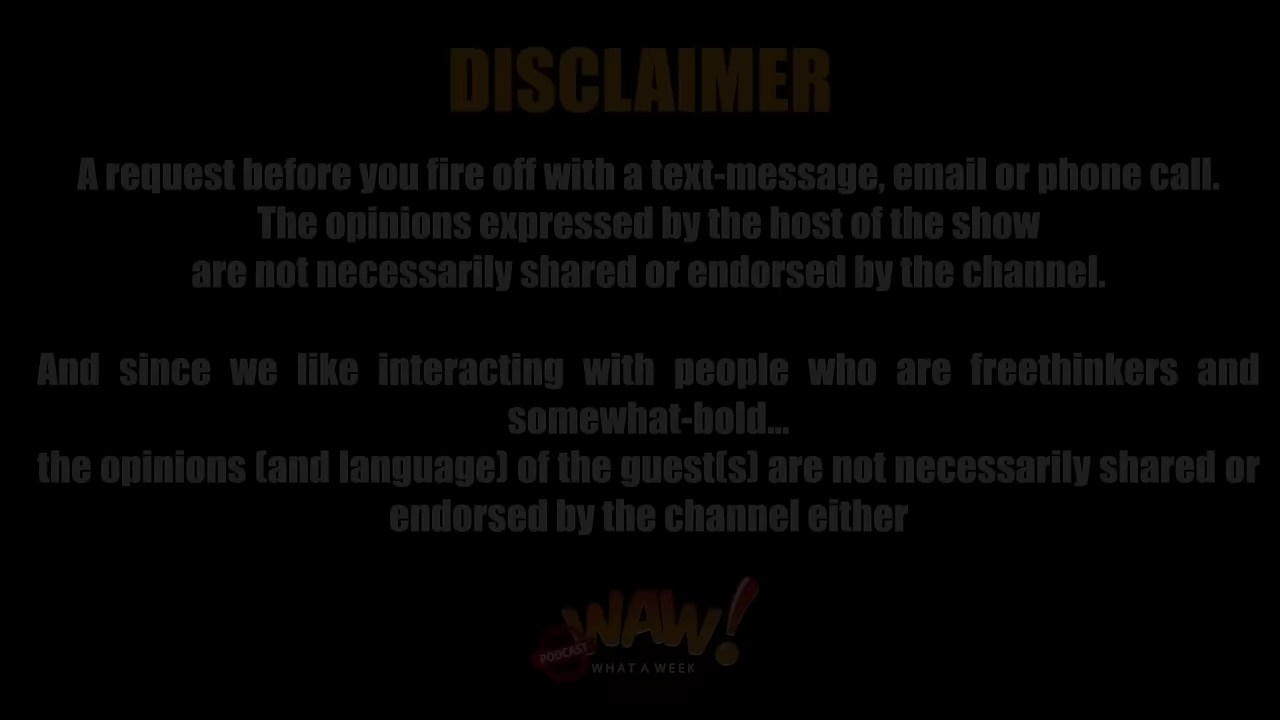 DISCLAIMER
A request before you fire off with a text-message, email or phone call.
The opinions expressed by the host of the show
are not necessarily shared or endorsed by the channel.
And since we like interacting with people who are freethinkers and
somewhat-bold...
the opinions (and language) of the guest(s) are not necessarily shared or
endorsed by the channel either
WAW!
PODCAST
WHAT A WEEK